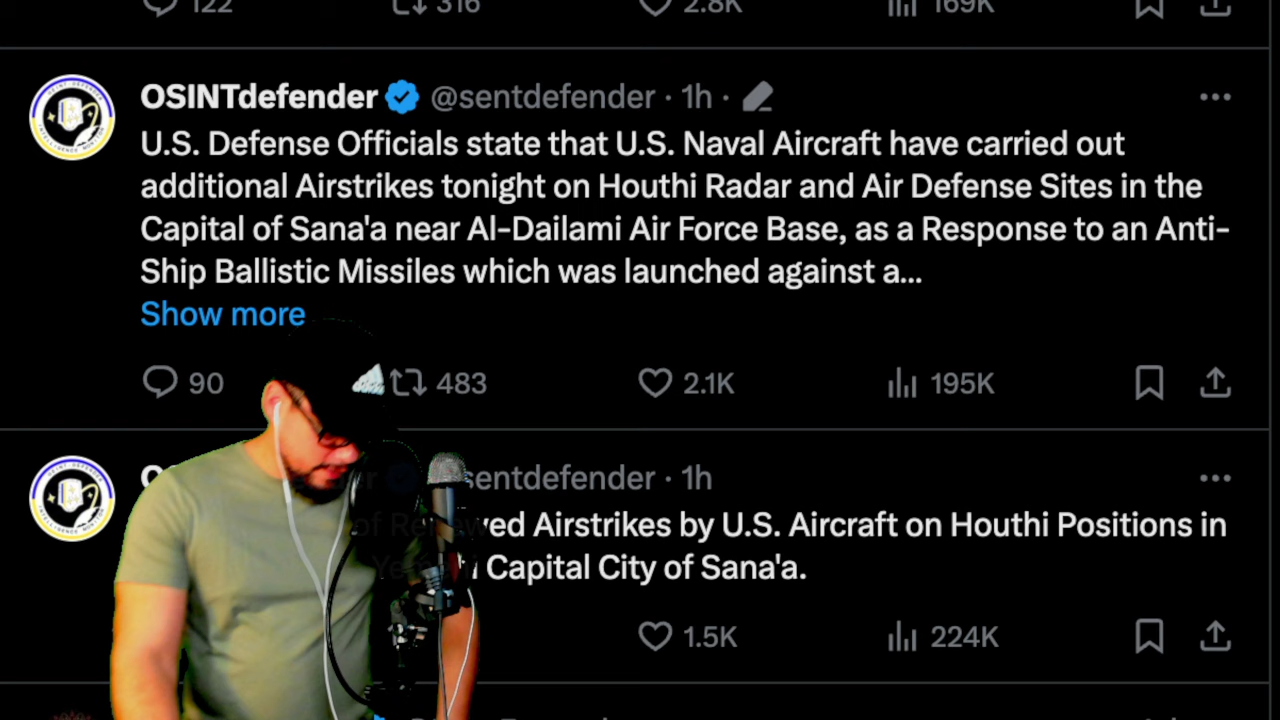 122 316 2.8K 169K
OSINTdefender @sentdefender · 1h ·
U.S. Defense Officials state that U.S. Naval Aircraft have carried out
additional Airstrikes tonight on Houthi Radar and Air Defense Sites in the
Capital of Sana'a near Al-Dailami Air Force Base, as a Response to an Anti-
Ship Ballistic Missiles which was launched against a...
Show more
90 483 2.1K 195K
sentdefender · 1h
of Renewed Airstrikes by U.S. Aircraft on Houthi Positions in
Capital City of Sana'a.
1.5K 224K